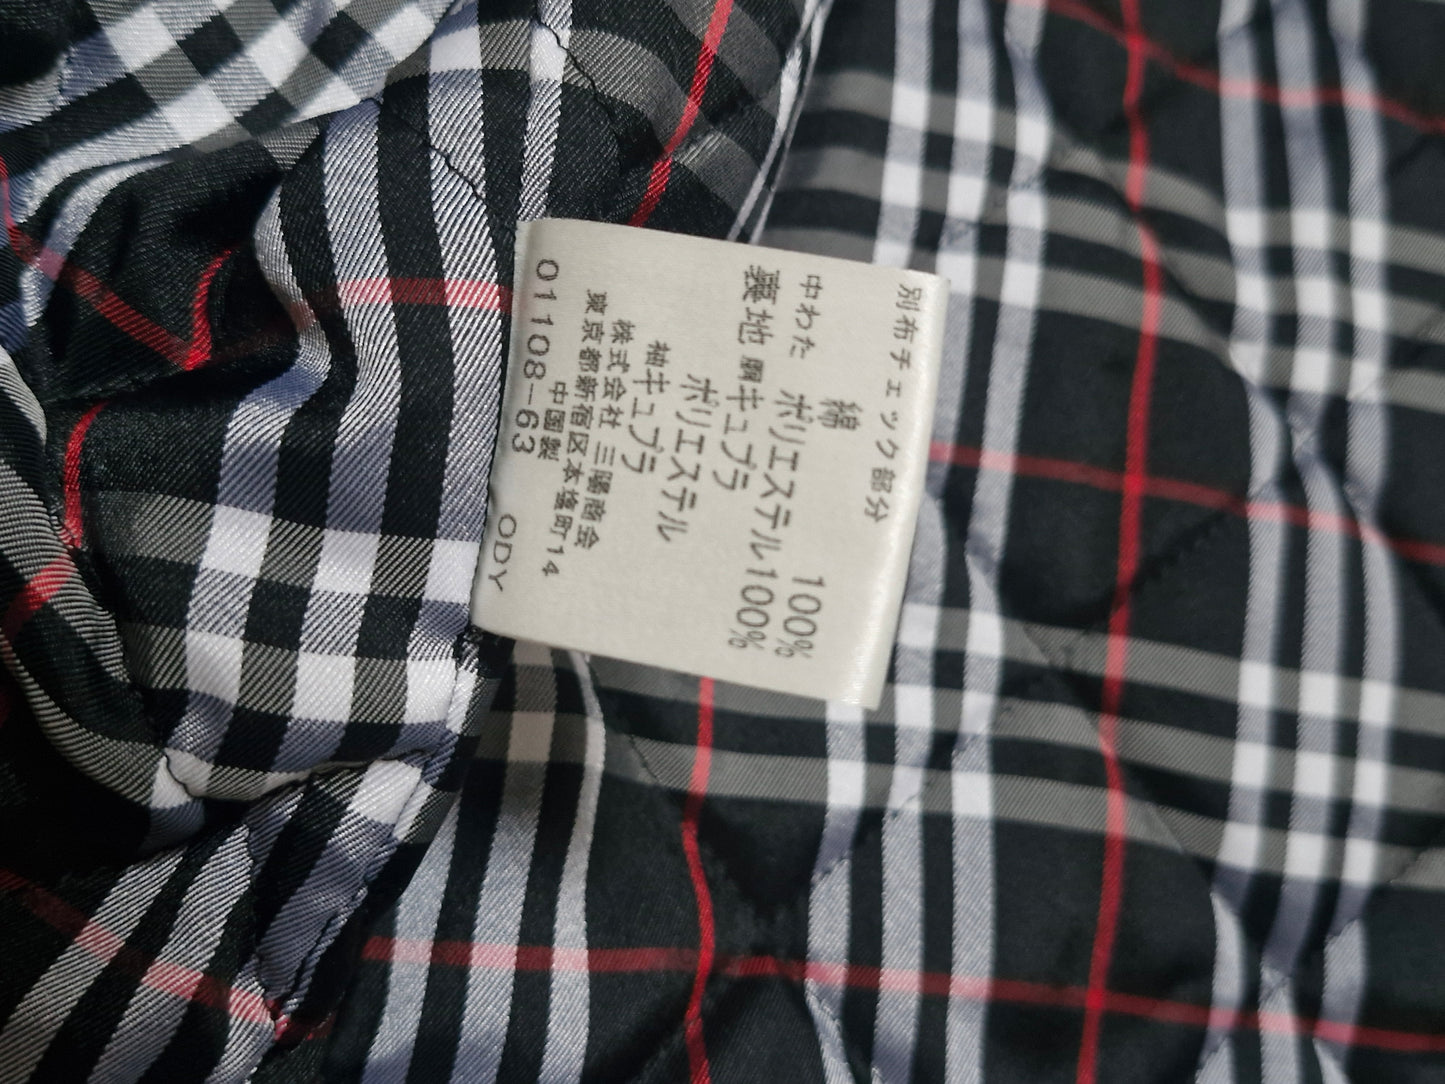 別布チェック部分
綿 100%
中わた ポリエステル100%
裏地 胴キュプラ
ポリエステル
袖キュプラ
株式会社 三陽商会
東京都新宿区本塩町14
中国製
01108-63 ODY